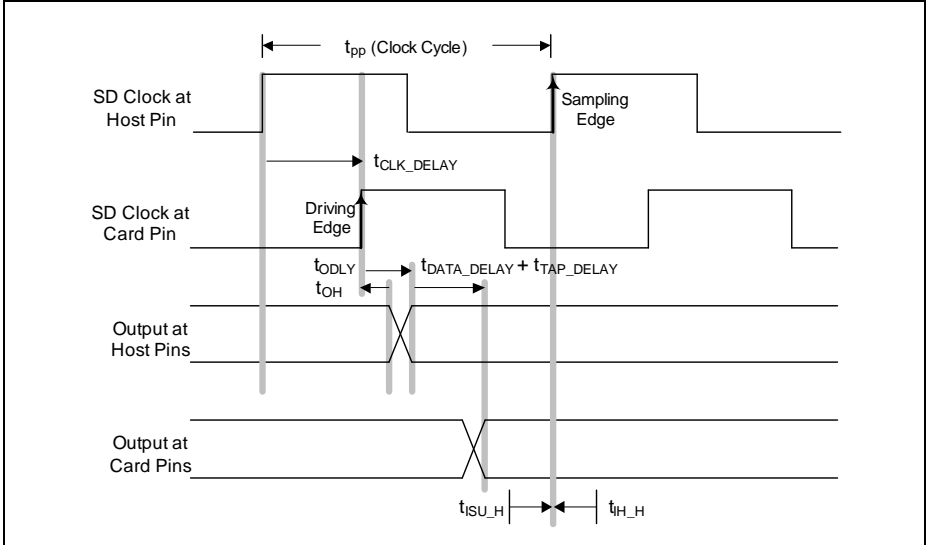 tpp (Clock Cycle)
SD Clock at
Host Pin
Sampling
Edge
tCLK_DELAY
SD Clock at
Card Pin
Driving
Edge
tODLY
tDATA_DELAY + tTAP_DELAY
tOH
Output at
Host Pins
Output at
Card Pins
tISU_H
tIH_H